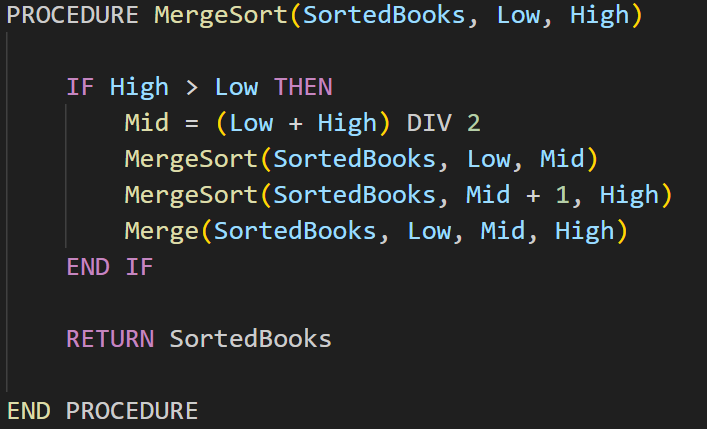 PROCEDURE MergeSort(SortedBooks, Low, High)
IF High > Low THEN
Mid = (Low + High) DIV 2
MergeSort(SortedBooks, Low, Mid)
MergeSort(SortedBooks, Mid + 1, High)
Merge(SortedBooks, Low, Mid, High)
END IF
RETURN SortedBooks
END PROCEDURE